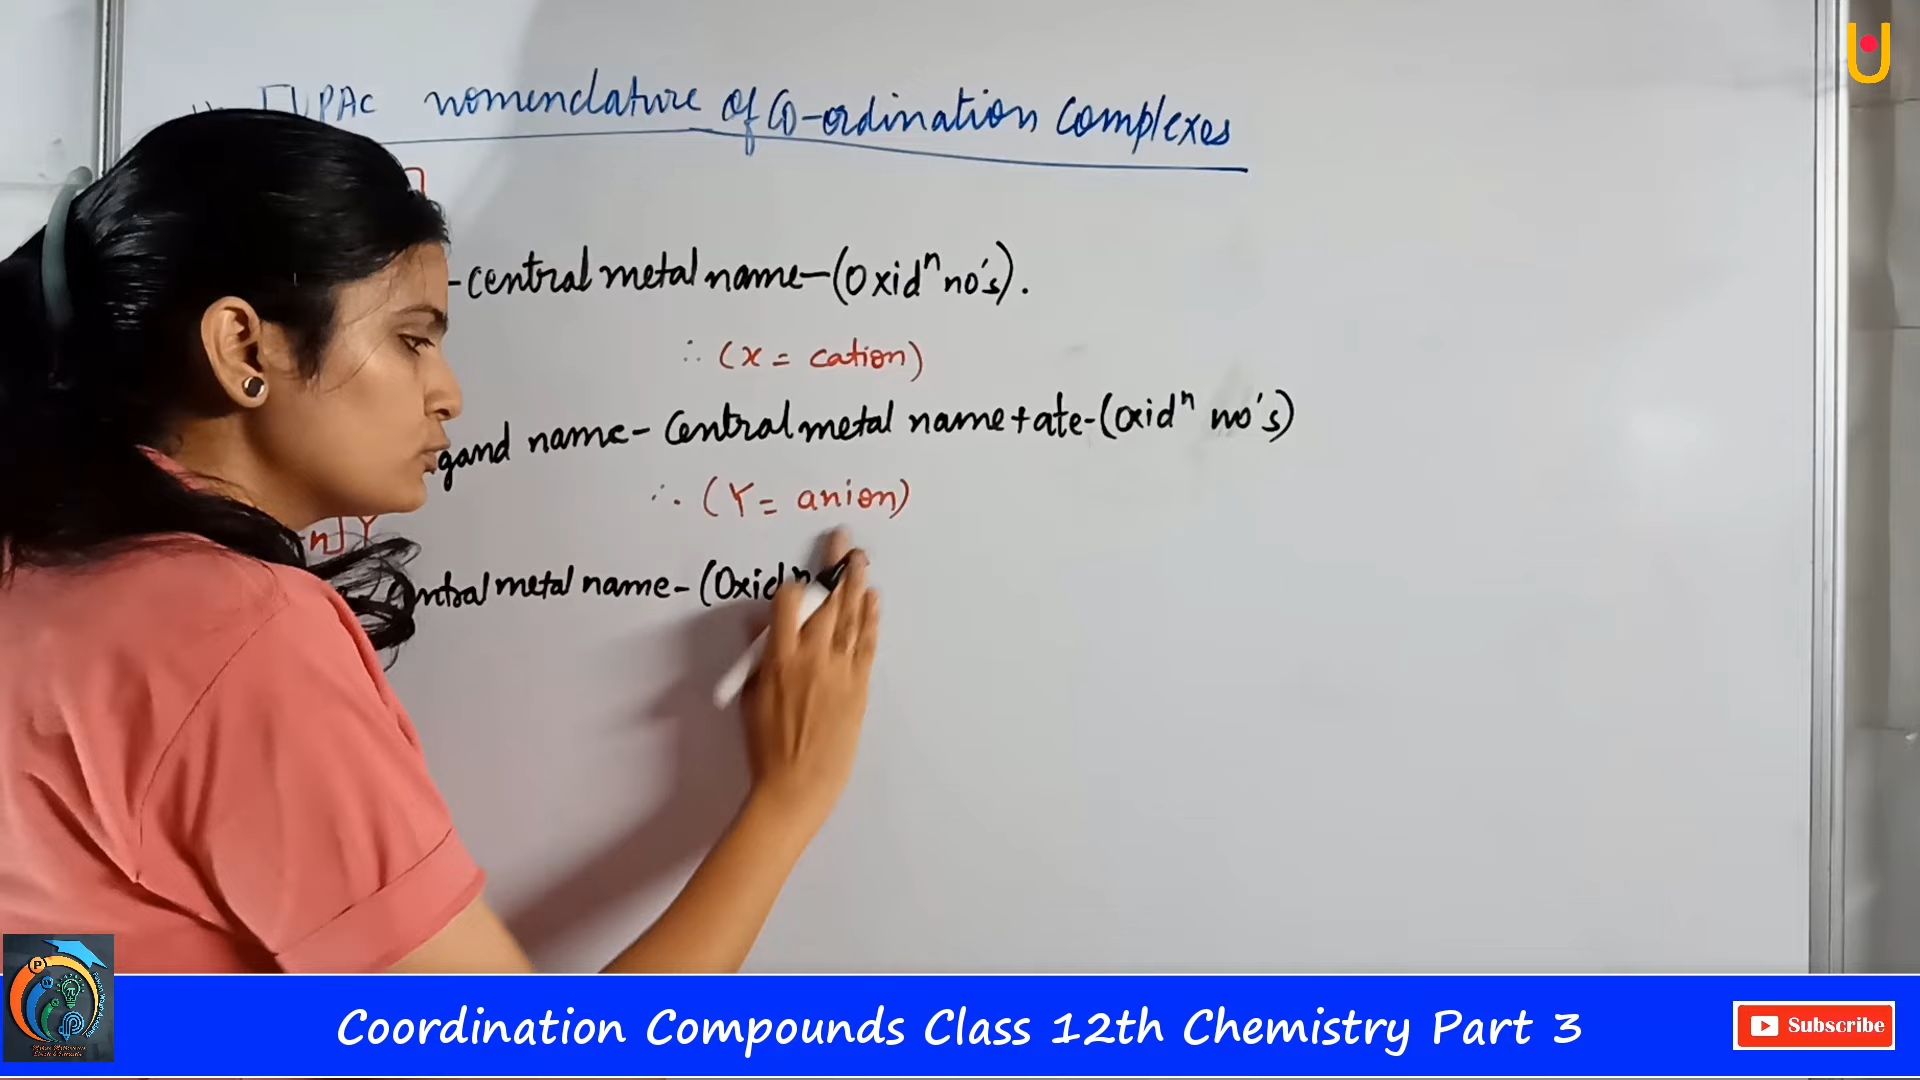 IUPAC nomenclature of Co-ordination Complexes
-central metal name-(Oxidⁿ no's).
∴ (x = cation)
gand name- Central metal name+ate-(oxidⁿ no's)
∴ (Y = anion)
n] Y
ntral metal name-(Oxidⁿ
Coordination Compounds Class 12th Chemistry Part 3
Subscribe